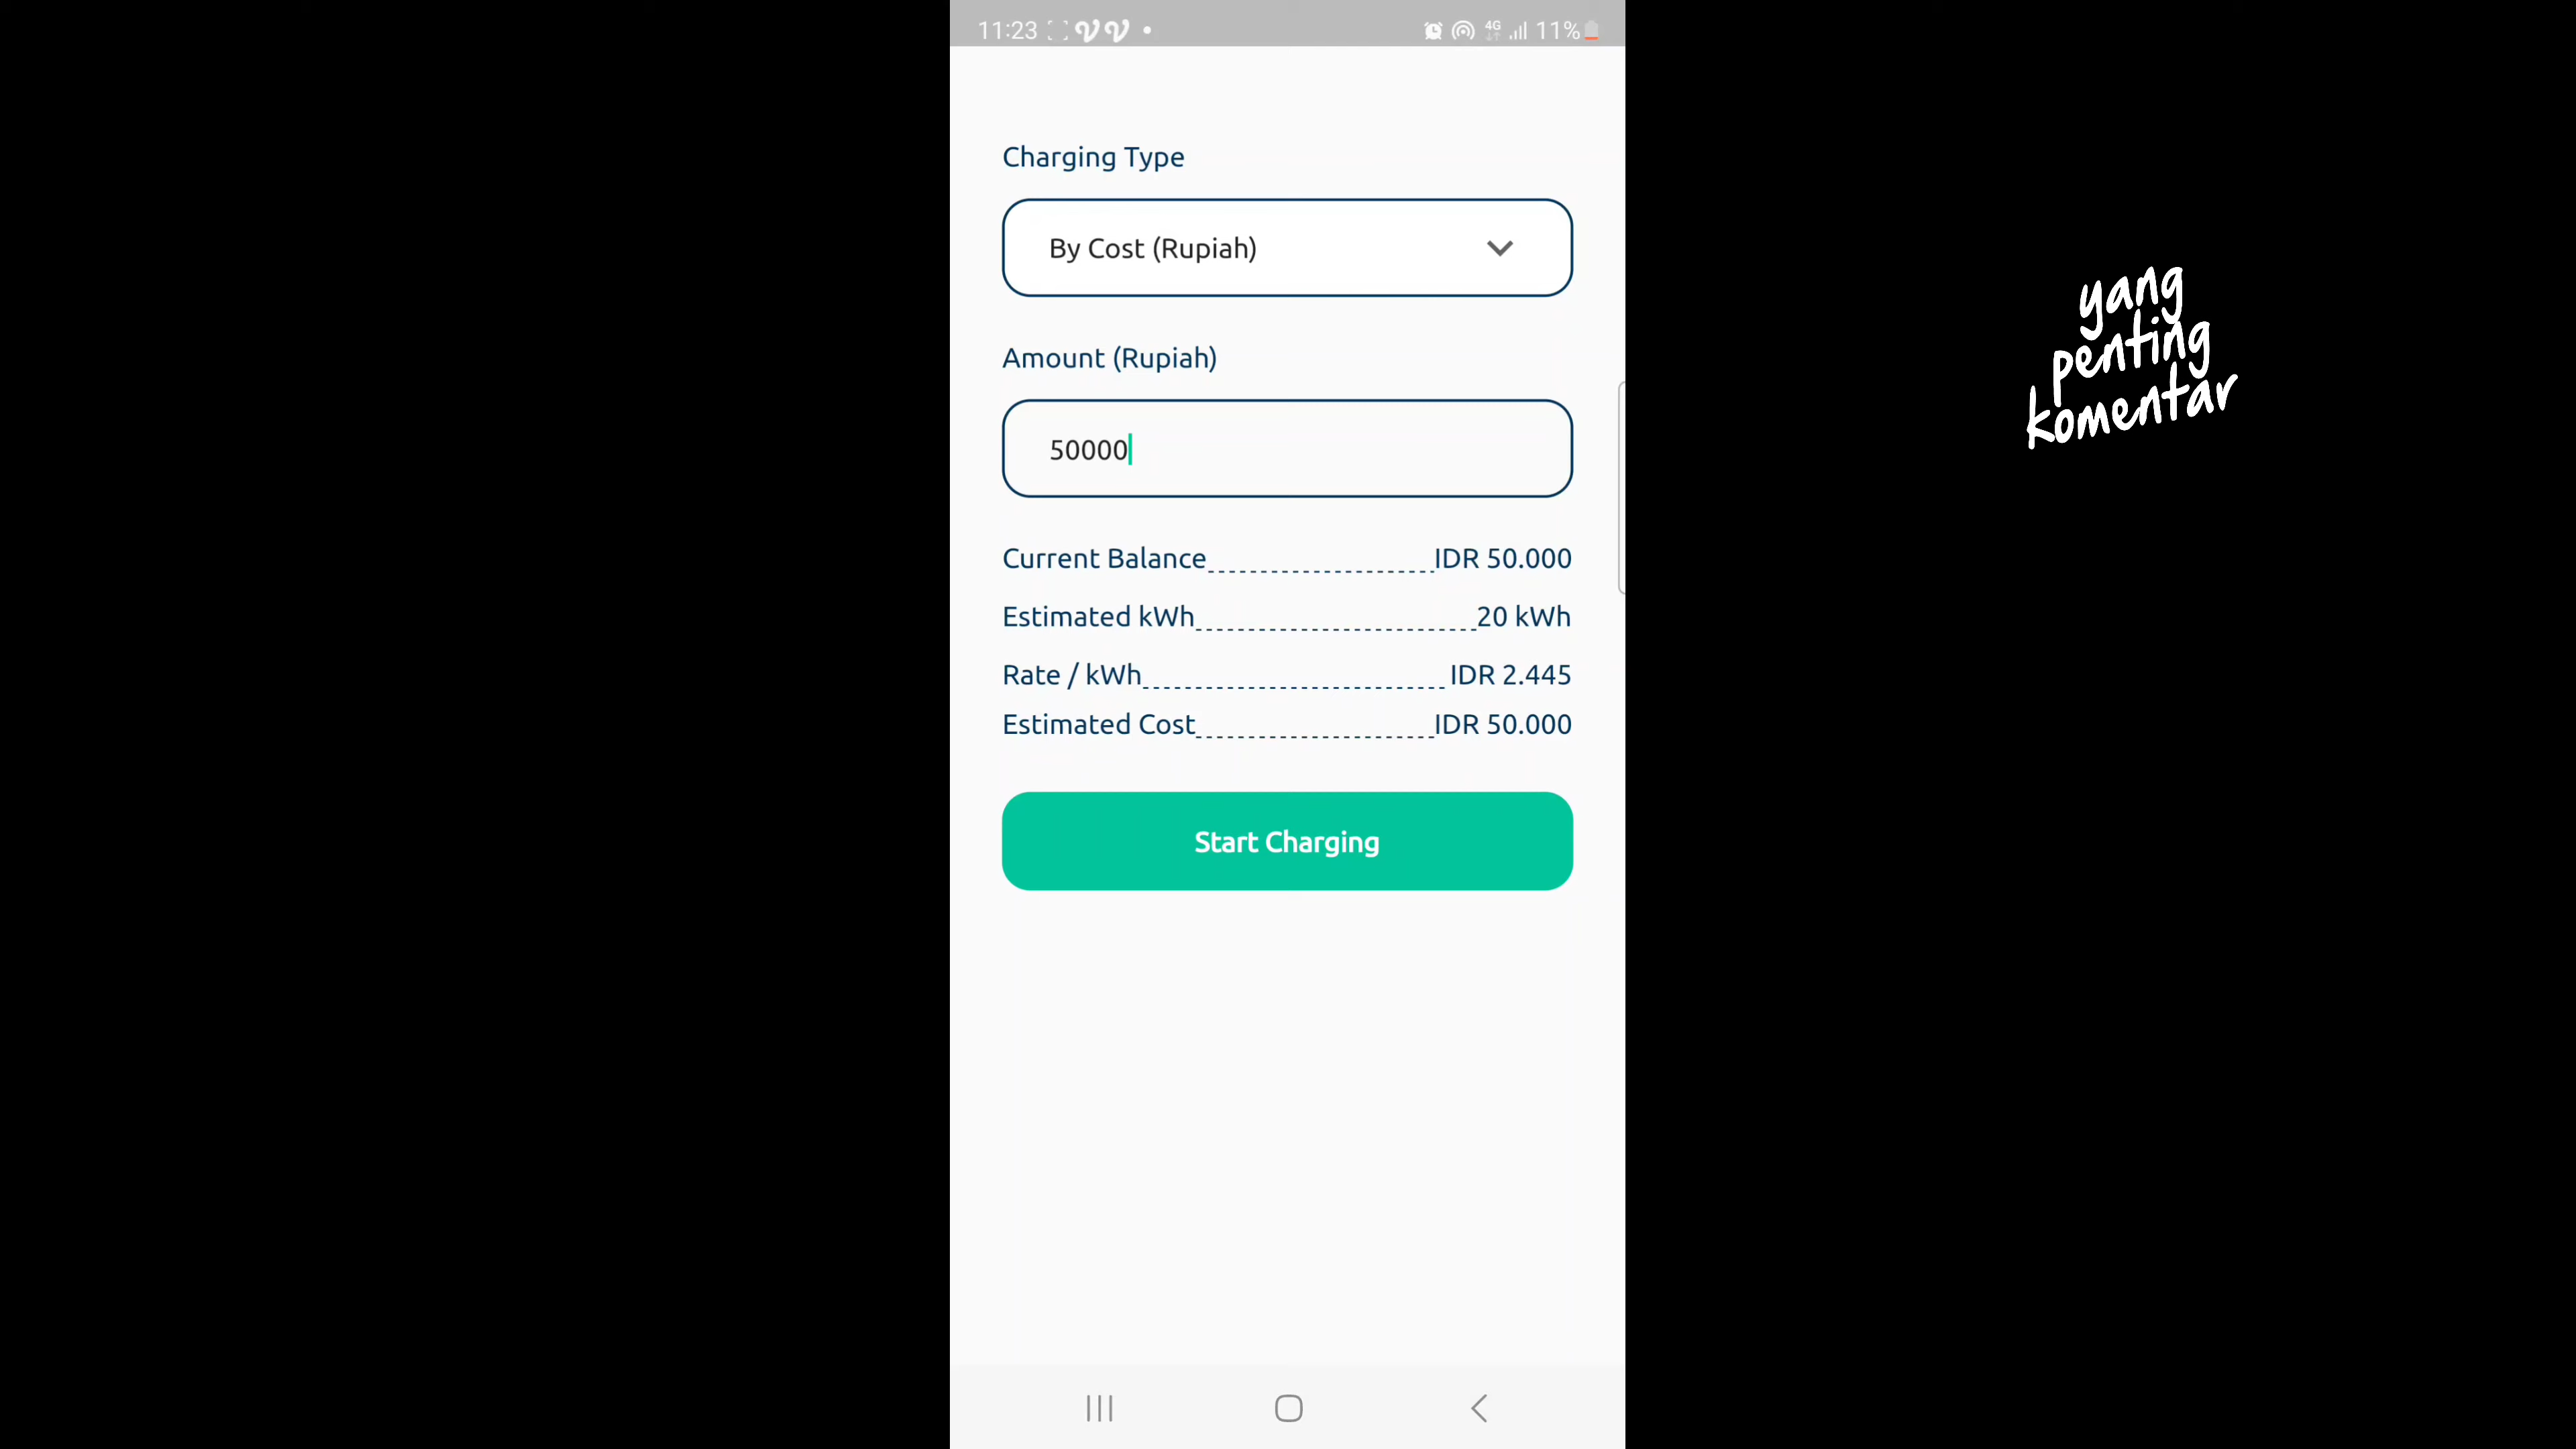 11:23
4G
11%
Charging Type
By Cost (Rupiah)
Amount (Rupiah)
50000
Current Balance IDR 50.000
Estimated kWh 20 kWh
Rate / kWh IDR 2.445
Estimated Cost IDR 50.000
Start Charging
yang
penting
komentar